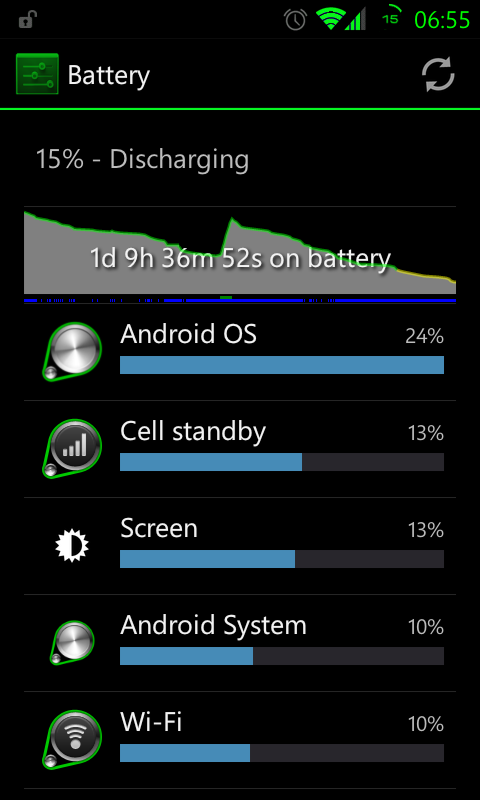 15 06:55
Battery
15% - Discharging
1d 9h 36m 52s on battery
Android OS 24%
Cell standby 13%
Screen 13%
Android System 10%
Wi-Fi 10%